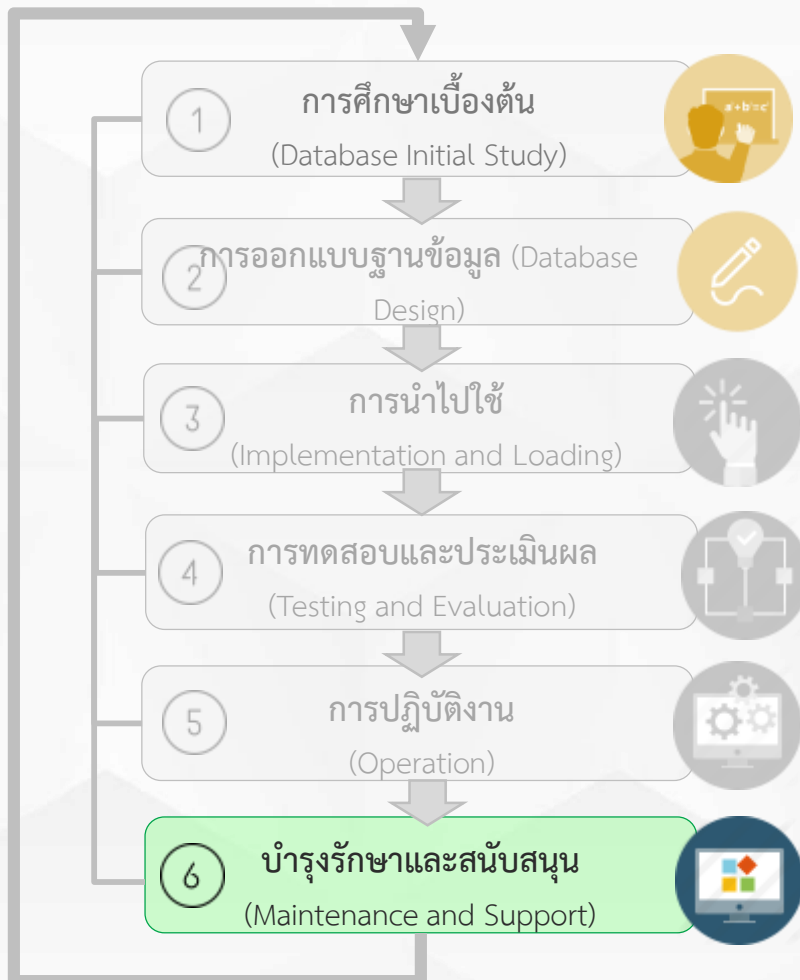 1
การศึกษาเบื้องต้น
(Database Initial Study)
a²+b²=c²
2
การออกแบบฐานข้อมูล (Database
Design)
3
การนำไปใช้
(Implementation and Loading)
4
การทดสอบและประเมินผล
(Testing and Evaluation)
5
การปฏิบัติงาน
(Operation)
6
บำรุงรักษาและสนับสนุน
(Maintenance and Support)